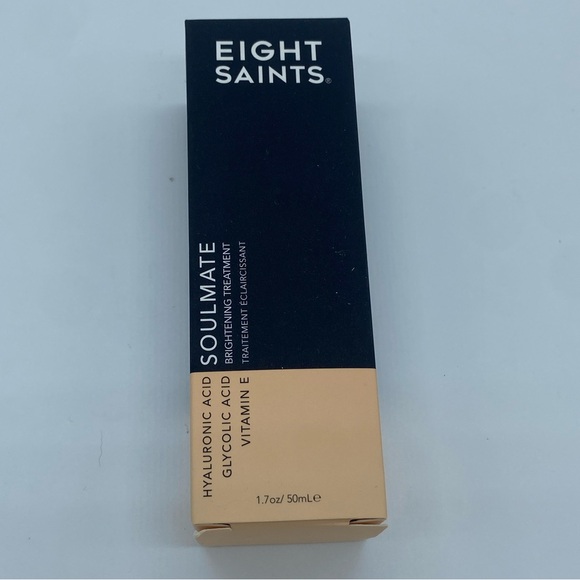 EIGHT
SAINTS®
SOULMATE
BRIGHTENING TREATMENT
TRAITEMENT ÉCLAIRCISSANT
HYALURONIC ACID
GLYCOLIC ACID
VITAMIN E
1.7oz/ 50mL℮